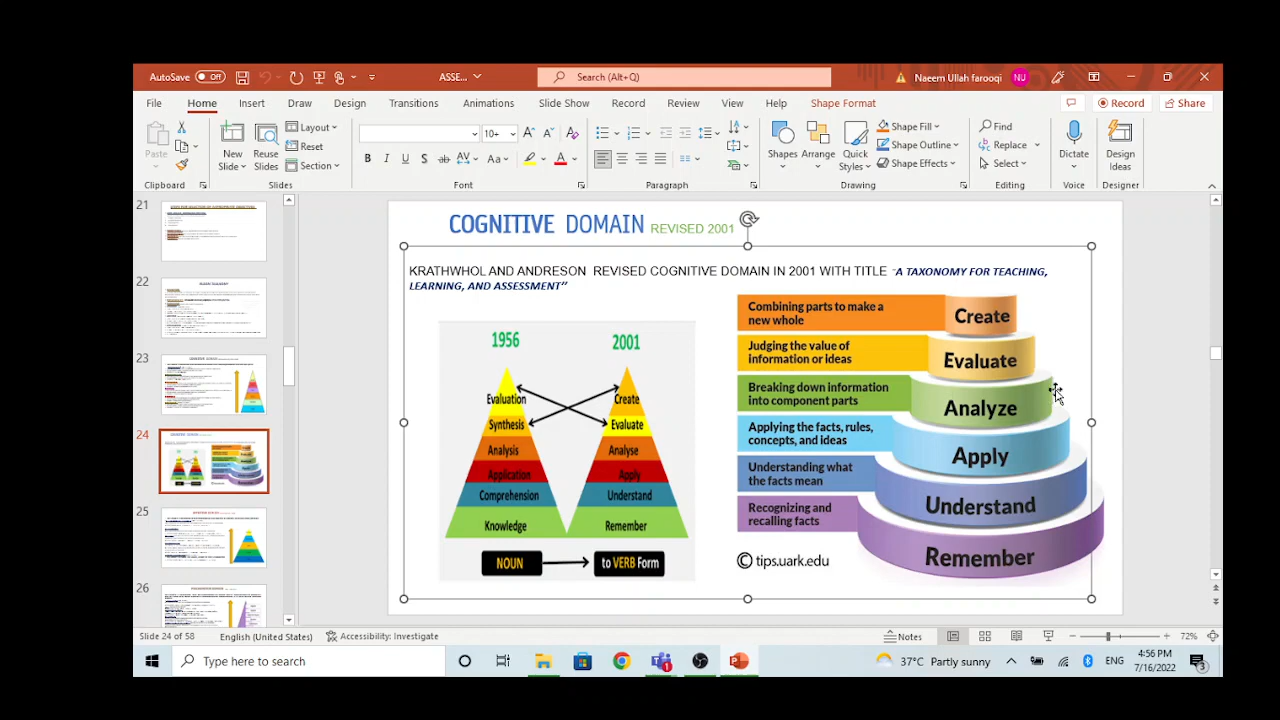 AutoSave Off ASSE... Search (Alt+Q) Naeem Ullah farooqi NU
File Home Insert Draw Design Transitions Animations Slide Show Record Review View Help Shape Format Record Share
Paste New Slide Reuse Slides Layout Reset Section 10+ Shapes Arrange Quick Styles Shape Fill Shape Outline Shape Effects Find Replace Select Dictate Design Ideas
Clipboard Slides Font Paragraph Drawing Editing Voice Designer
21
22
23
24
25
26
COGNITIVE DOMAIN REVISED 2001
KRATHWHOL AND ANDRESON REVISED COGNITIVE DOMAIN IN 2001 WITH TITLE "A TAXONOMY FOR TEACHING,
LEARNING, AND ASSESSMENT"
1956 2001
Evaluation Create
Synthesis Evaluate
Analysis Analyse
Application Apply
Comprehension Understand
Knowledge Remember
NOUN to VERB Form
Combining parts to make a
new whole
Create
Judging the value of
information or ideas
Evaluate
Breaking down information
into component parts
Analyze
Applying the facts, rules,
concepts, and ideas
Apply
Understanding what
the facts mean
Understand
Recognizing and
recalling facts
Remember
© tips.uark.edu
Slide 24 of 58 English (United States) Accessibility: Investigate Notes 72%
Type here to search 37°C Partly sunny ENG 4:56 PM
7/16/2022